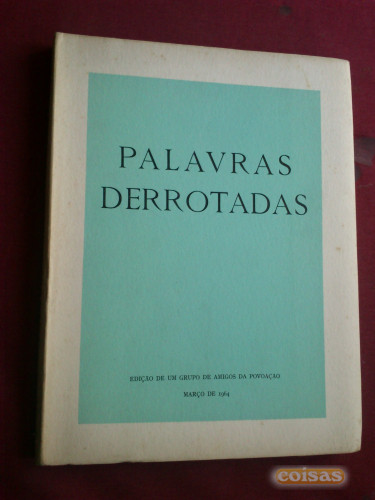 PALAVRAS
DERROTADAS
EDIÇÃO DE UM GRUPO DE AMIGOS DA POVOAÇÃO
MARÇO DE 1964
coisas